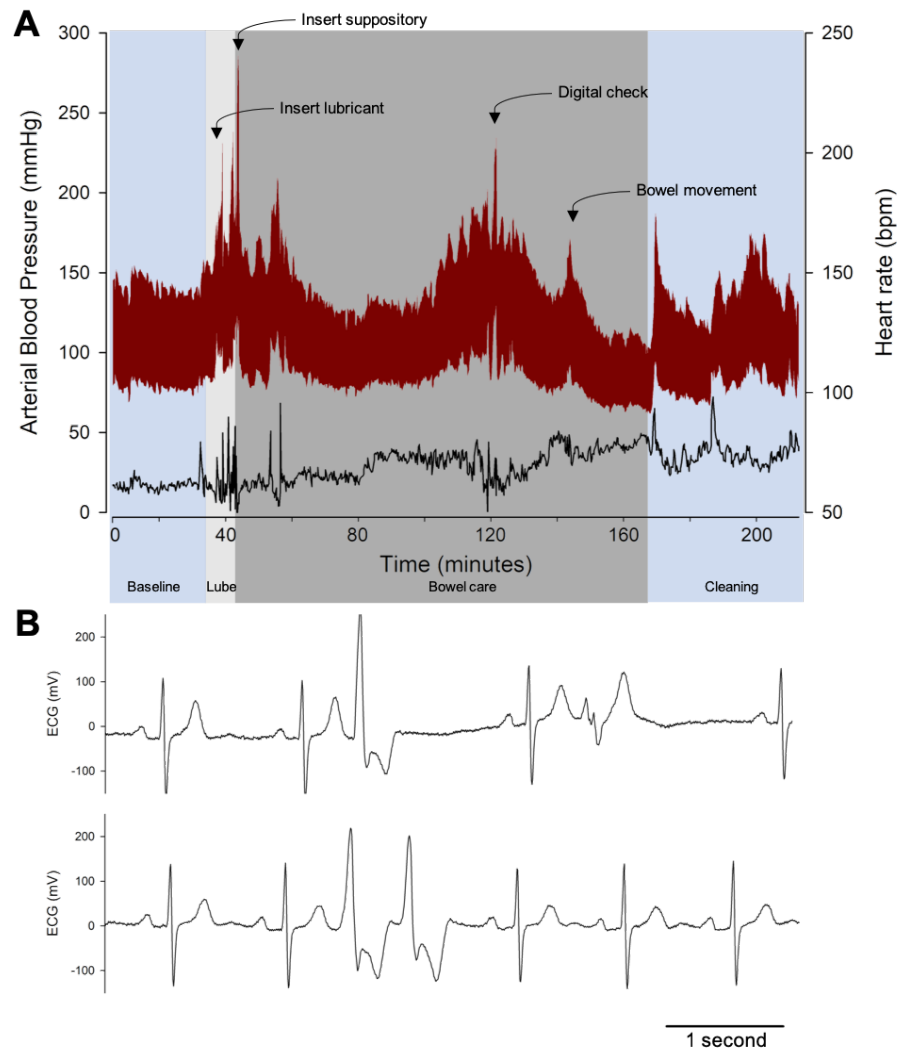 A
Insert suppository
Insert lubricant
Digital check
Bowel movement
Arterial Blood Pressure (mmHg)
300
250
200
150
100
50
0
Heart rate (bpm)
250
200
150
100
50
0 40 80 120 160 200
Time (minutes)
Baseline Lube Bowel care Cleaning
B
ECG (mV)
200
100
0
-100
ECG (mV)
200
100
0
-100
1 second